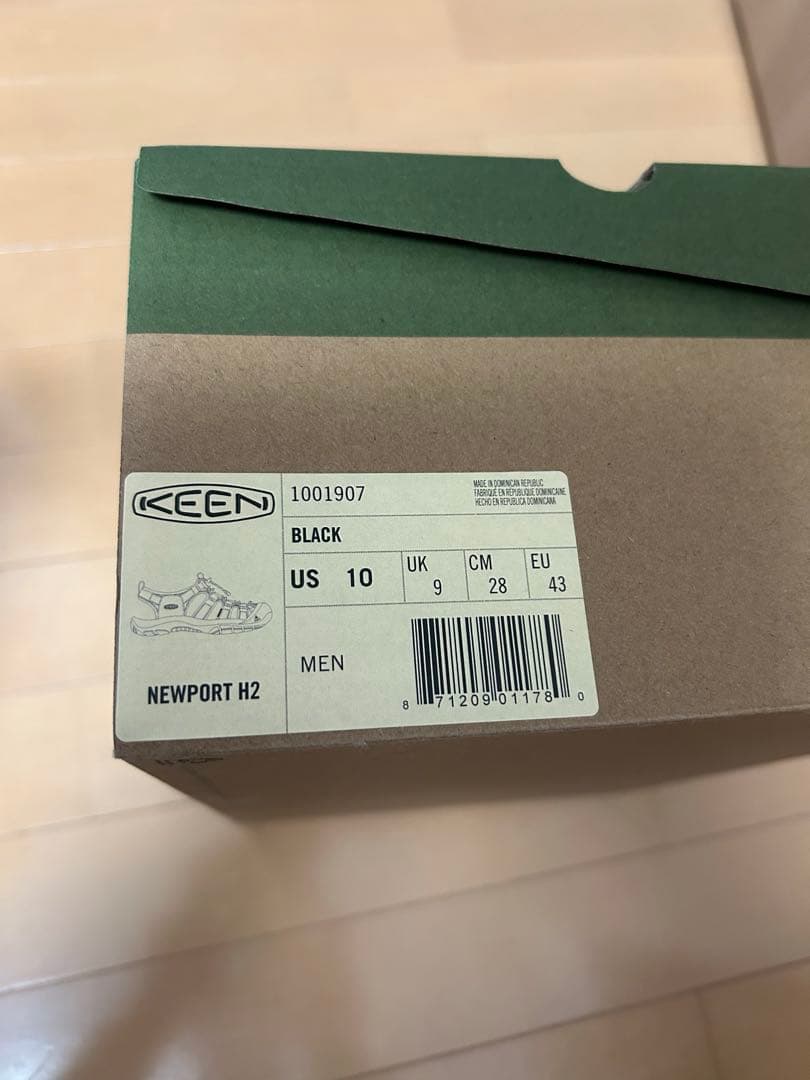 KEEN
NEWPORT H2
1001907
MADE IN DOMINICAN REPUBLIC
FABRIQUÉ EN RÉPUBLIQUE DOMINICAINE
HECHO EN REPÚBLICA DOMINICANA
BLACK
US 10
UK 9
CM 28
EU 43
MEN
8 71209 01178 0